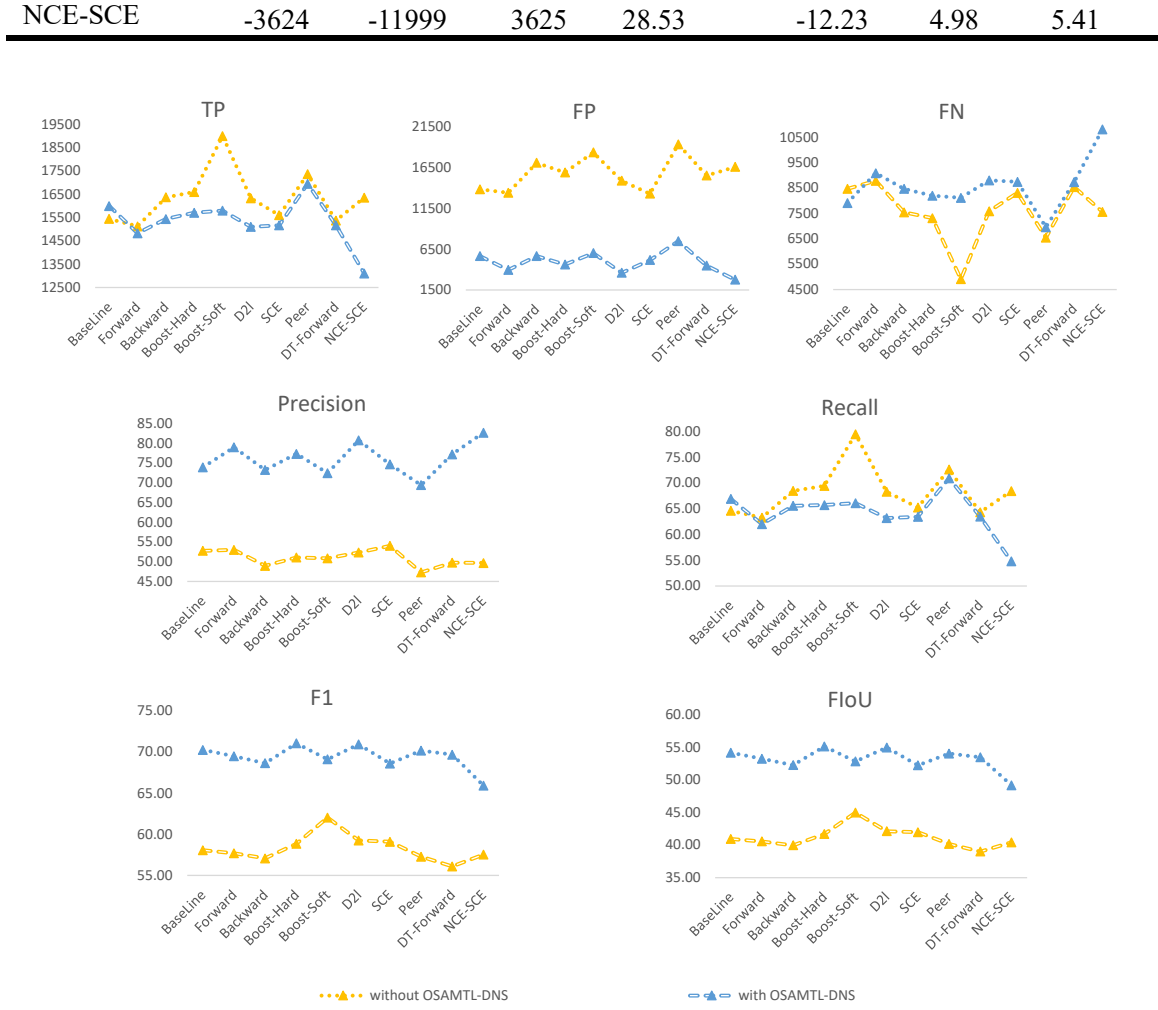 NCE-SCE -3624 -11999 3625 28.53 -12.23 4.98 5.41
TP
19500
18500
17500
16500
15500
14500
13500
12500
BaseLine
Forward
Backward
Boost-Hard
Boost-Soft
D2l
SCE
Peer
DT-Forward
NCE-SCE
FP
21500
16500
11500
6500
1500
BaseLine
Forward
Backward
Boost-Hard
Boost-Soft
D2l
SCE
Peer
DT-Forward
NCE-SCE
FN
10500
9500
8500
7500
6500
5500
4500
BaseLine
Forward
Backward
Boost-Hard
Boost-Soft
D2l
SCE
Peer
DT-Forward
NCE-SCE
Precision
85.00
80.00
75.00
70.00
65.00
60.00
55.00
50.00
45.00
BaseLine
Forward
Backward
Boost-Hard
Boost-Soft
D2l
SCE
Peer
DT-Forward
NCE-SCE
Recall
80.00
75.00
70.00
65.00
60.00
55.00
50.00
BaseLine
Forward
Backward
Boost-Hard
Boost-Soft
D2l
SCE
Peer
DT-Forward
NCE-SCE
F1
75.00
70.00
65.00
60.00
55.00
BaseLine
Forward
Backward
Boost-Hard
Boost-Soft
D2l
SCE
Peer
DT-Forward
NCE-SCE
FIoU
60.00
55.00
50.00
45.00
40.00
35.00
BaseLine
Forward
Backward
Boost-Hard
Boost-Soft
D2l
SCE
Peer
DT-Forward
NCE-SCE
without OSAMTL-DNS
with OSAMTL-DNS